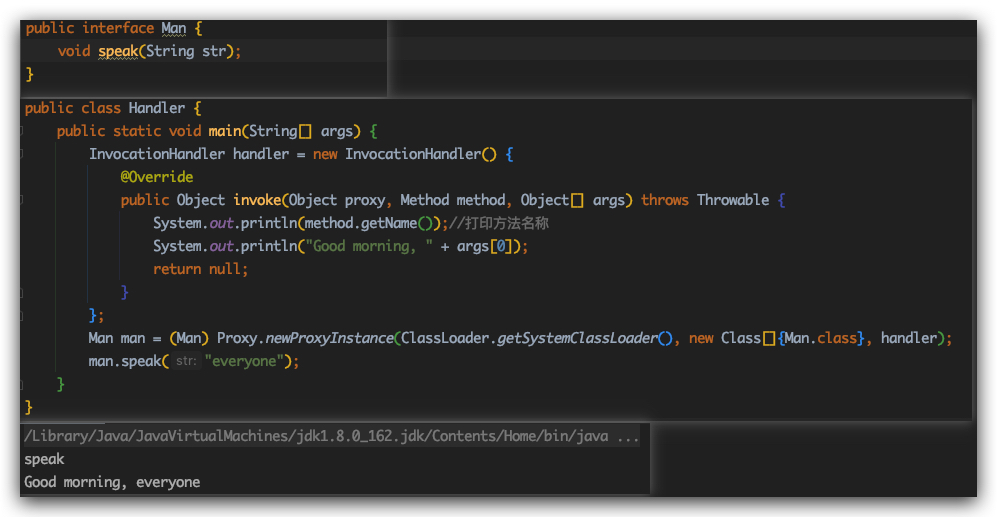 public interface Man {
    void speak(String str);
}
public class Handler {
    public static void main(String[] args) {
        InvocationHandler handler = new InvocationHandler() {
            @Override
            public Object invoke(Object proxy, Method method, Object[] args) throws Throwable {
                System.out.println(method.getName());//打印方法名称
                System.out.println("Good morning, " + args[0]);
                return null;
            }
        };
        Man man = (Man) Proxy.newProxyInstance(ClassLoader.getSystemClassLoader(), new Class[]{Man.class}, handler);
        man.speak( str: "everyone");
    }
}
/Library/Java/JavaVirtualMachines/jdk1.8.0_162.jdk/Contents/Home/bin/java ...
speak
Good morning, everyone